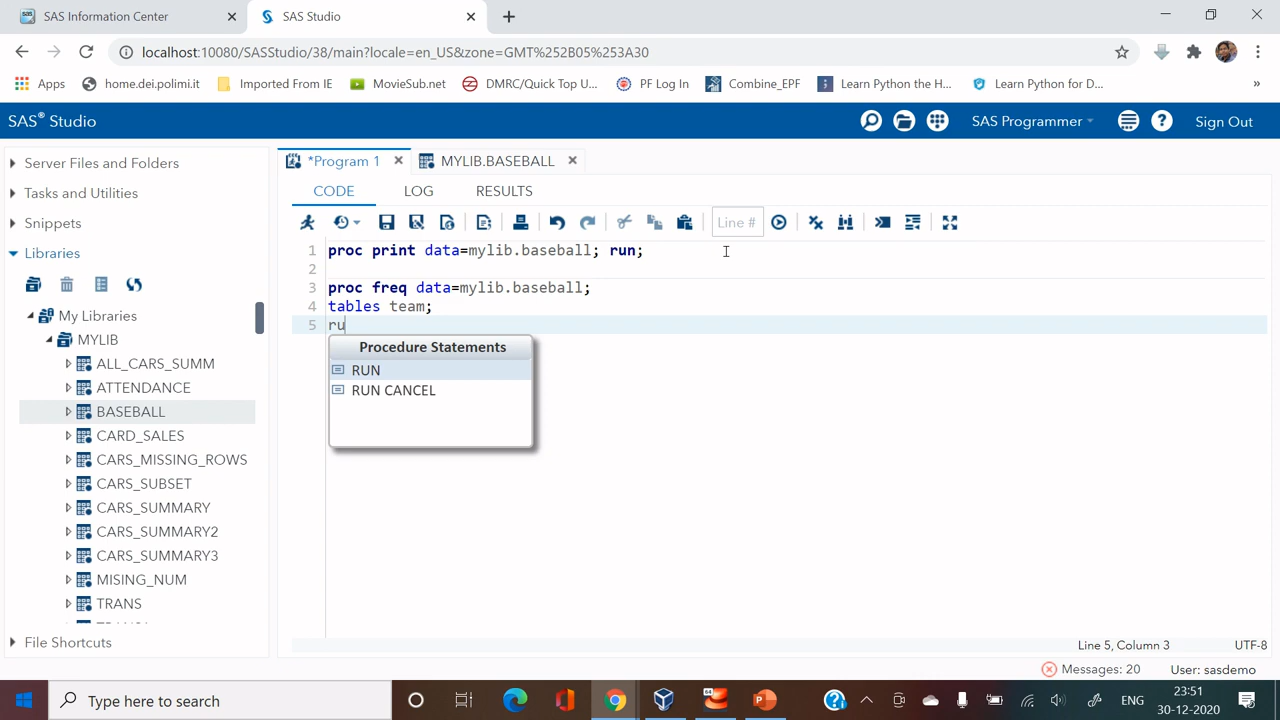 SAS Information Center
SAS Studio
localhost:10080/SASStudio/38/main?locale=en_US&zone=GMT%252B05%253A30
Apps
home.dei.polimi.it
Imported From IE
MovieSub.net
DMRC/Quick Top U...
PF Log In
Combine_EPF
Learn Python the H...
Learn Python for D...
SAS® Studio
SAS Programmer
Sign Out
Server Files and Folders
Tasks and Utilities
Snippets
Libraries
My Libraries
MYLIB
ALL_CARS_SUMM
ATTENDANCE
BASEBALL
CARD_SALES
CARS_MISSING_ROWS
CARS_SUBSET
CARS_SUMMARY
CARS_SUMMARY2
CARS_SUMMARY3
MISING_NUM
TRANS
File Shortcuts
*Program 1
MYLIB.BASEBALL
CODE LOG RESULTS
Line #
1 proc print data=mylib.baseball; run;
2
3 proc freq data=mylib.baseball;
4 tables team;
5 ru
Procedure Statements
RUN
RUN CANCEL
Line 5, Column 3
UTF-8
Messages: 20
User: sasdemo
Type here to search
64
ENG
23:51
30-12-2020